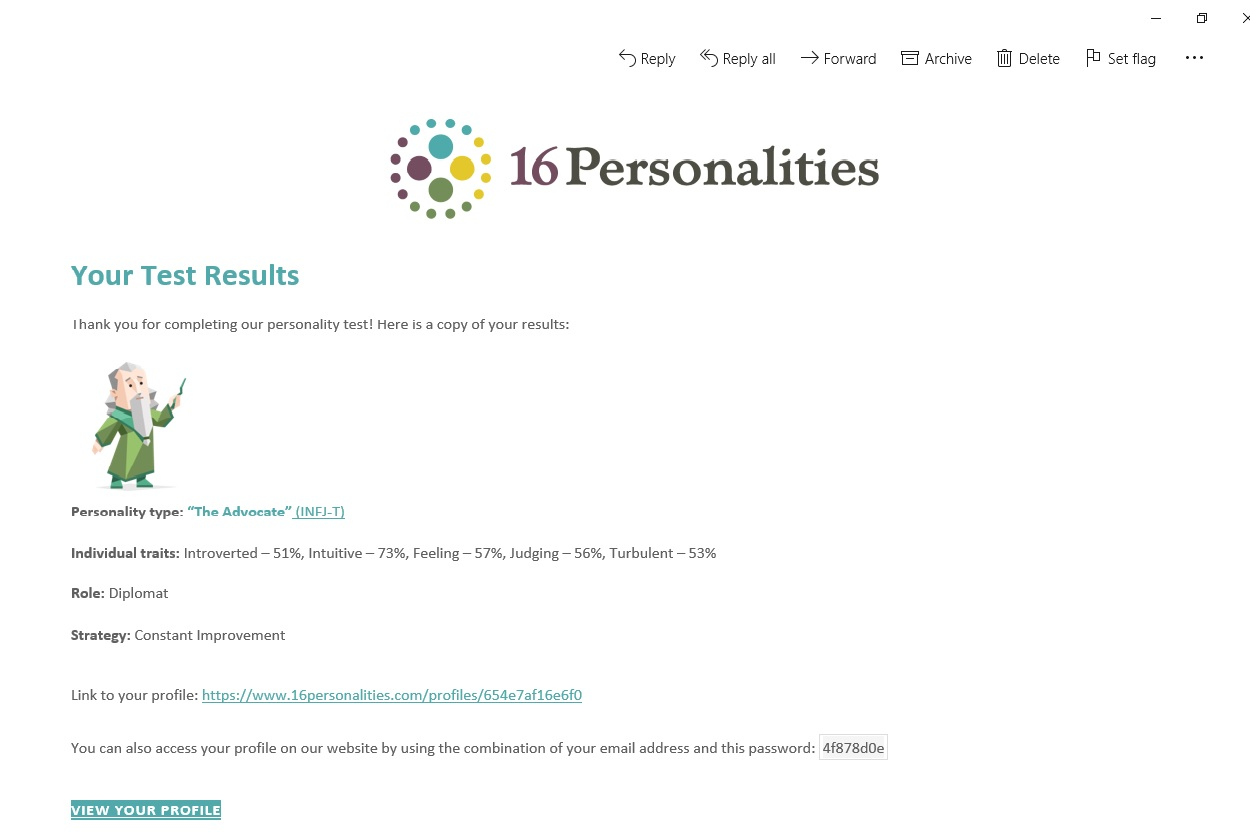 Reply Reply all Forward Archive Delete Set flag
16Personalities
Your Test Results
Thank you for completing our personality test! Here is a copy of your results:
Personality type: “The Advocate” (INFJ-T)
Individual traits: Introverted – 51%, Intuitive – 73%, Feeling – 57%, Judging – 56%, Turbulent – 53%
Role: Diplomat
Strategy: Constant Improvement
Link to your profile: https://www.16personalities.com/profiles/654e7af16e6f0
You can also access your profile on our website by using the combination of your email address and this password: 4f878d0e
VIEW YOUR PROFILE